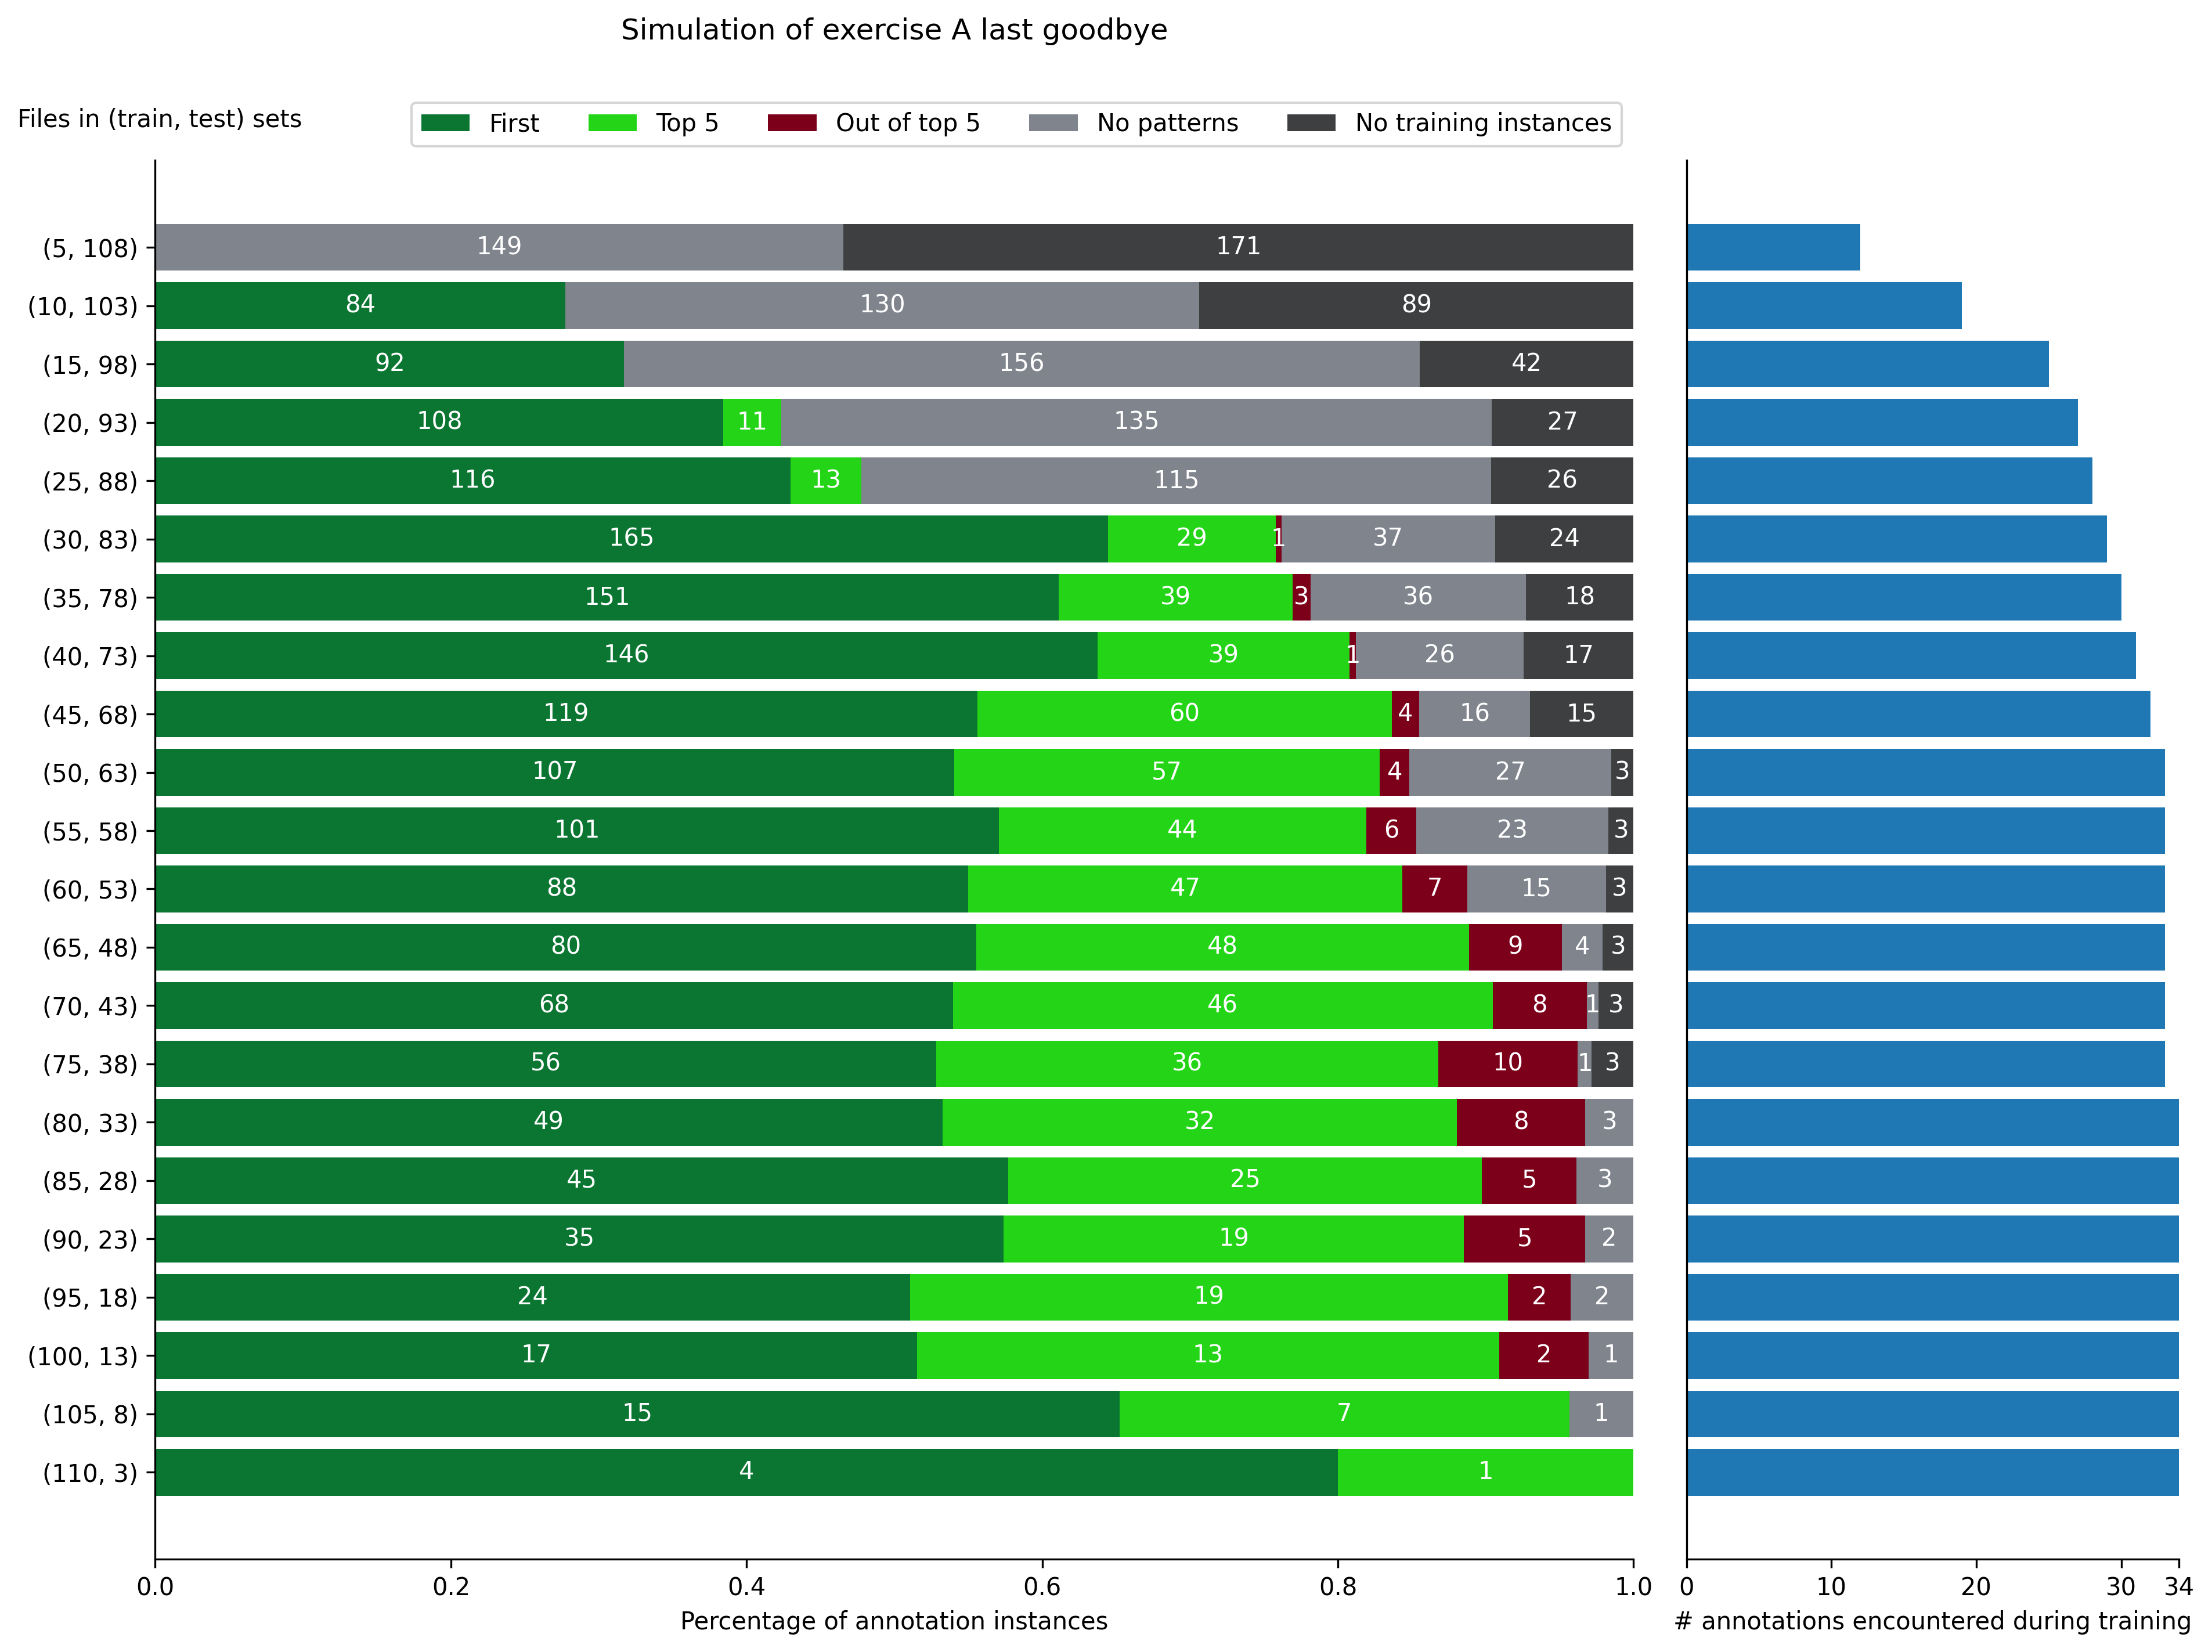 Simulation of exercise A last goodbye
Files in (train, test) sets
First Top 5 Out of top 5 No patterns No training instances
(5, 108) 149 171
(10, 103) 84 130 89
(15, 98) 92 156 42
(20, 93) 108 11 135 27
(25, 88) 116 13 115 26
(30, 83) 165 29 1 37 24
(35, 78) 151 39 3 36 18
(40, 73) 146 39 1 26 17
(45, 68) 119 60 4 16 15
(50, 63) 107 57 4 27 3
(55, 58) 101 44 6 23 3
(60, 53) 88 47 7 15 3
(65, 48) 80 48 9 4 3
(70, 43) 68 46 8 1 3
(75, 38) 56 36 10 1 3
(80, 33) 49 32 8 3
(85, 28) 45 25 5 3
(90, 23) 35 19 5 2
(95, 18) 24 19 2 2
(100, 13) 17 13 2 1
(105, 8) 15 7 1
(110, 3) 4 1
0.0 0.2 0.4 0.6 0.8 1.0 0 10 20 30 34
Percentage of annotation instances # annotations encountered during training